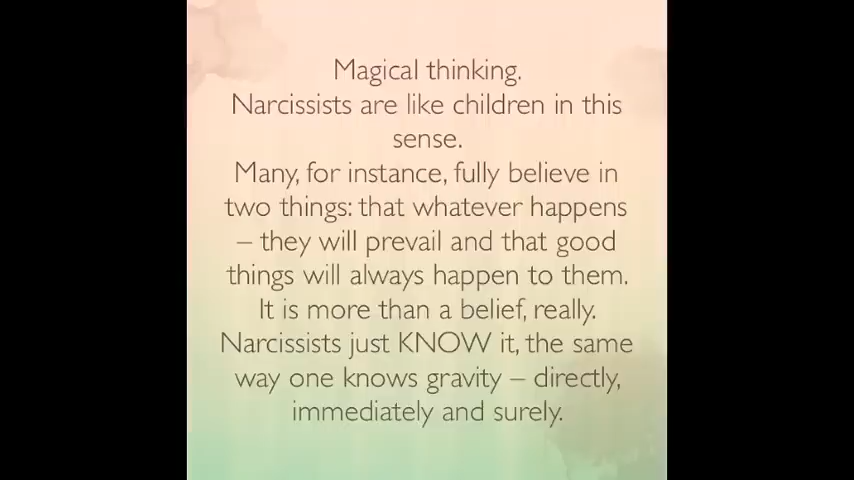 Magical thinking.
Narcissists are like children in this
sense.
Many, for instance, fully believe in
two things: that whatever happens
– they will prevail and that good
things will always happen to them.
It is more than a belief, really.
Narcissists just KNOW it, the same
way one knows gravity – directly,
immediately and surely.